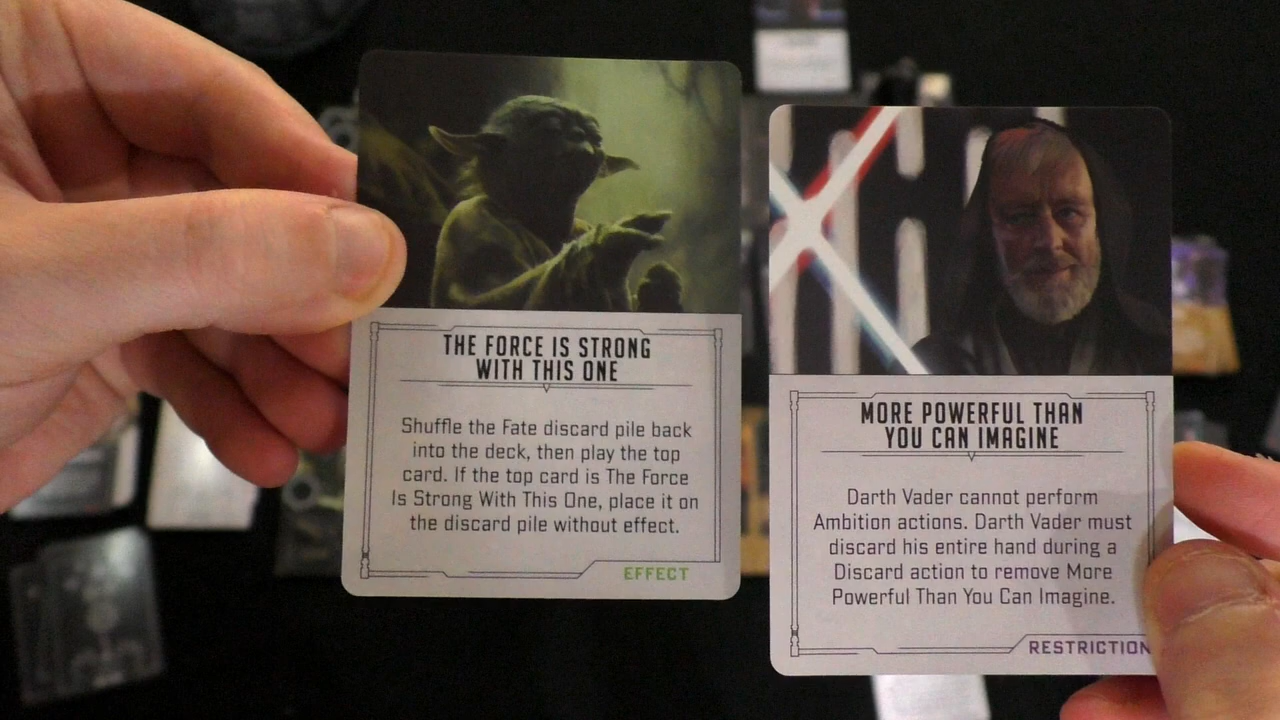 THE FORCE IS STRONG
WITH THIS ONE
Shuffle the Fate discard pile back
into the deck, then play the top
card. If the top card is The Force
Is Strong With This One, place it on
the discard pile without effect.
EFFECT
MORE POWERFUL THAN
YOU CAN IMAGINE
Darth Vader cannot perform
Ambition actions. Darth Vader must
discard his entire hand during a
Discard action to remove More
Powerful Than You Can Imagine.
RESTRICTION